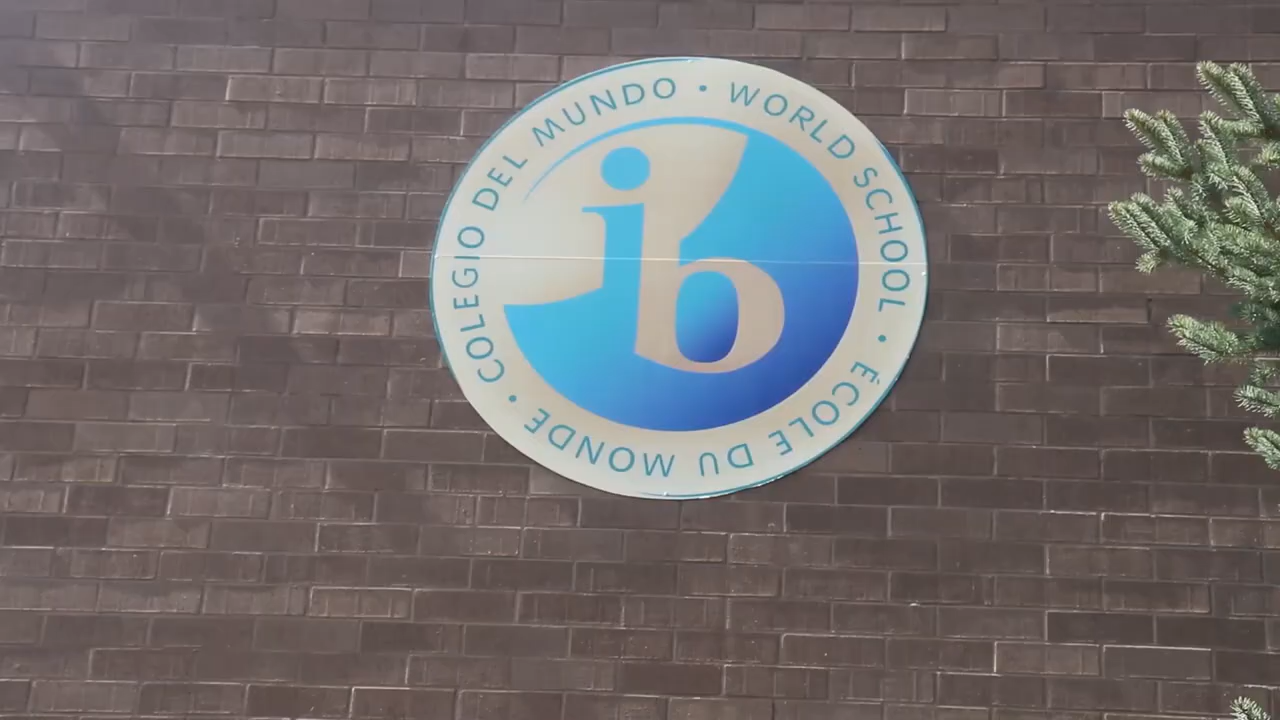 COLEGIO DEL MUNDO • WORLD SCHOOL • ÉCOLE DU MONDE •
ib